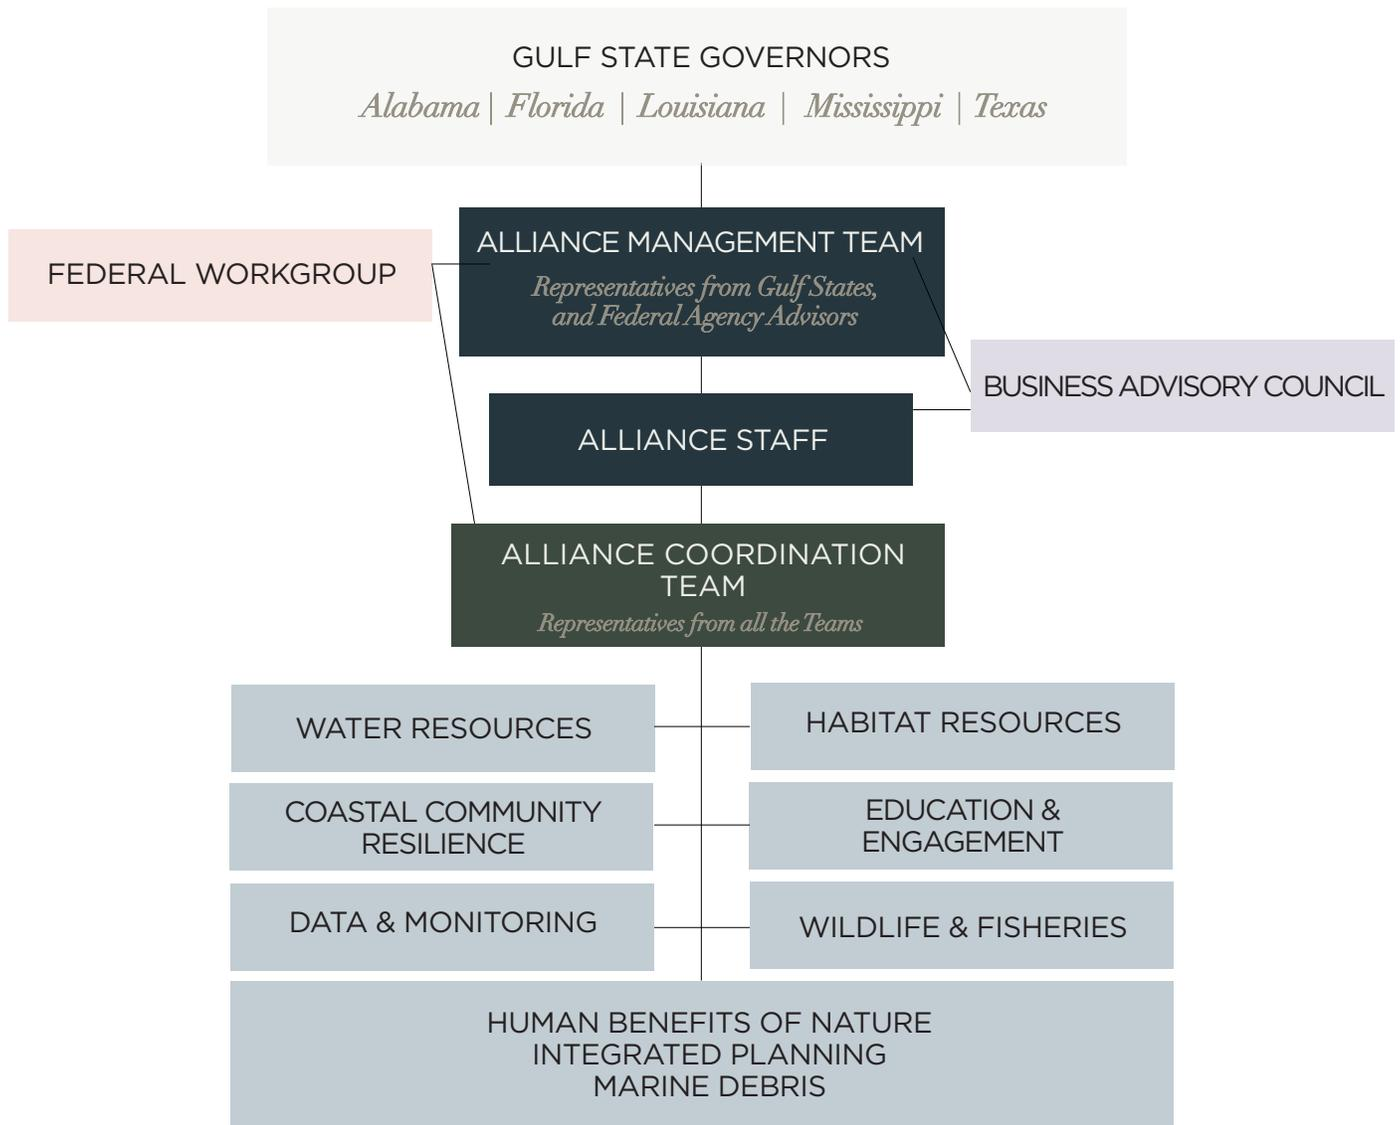 GULF STATE GOVERNORS
Alabama | Florida | Louisiana | Mississippi | Texas
ALLIANCE MANAGEMENT TEAM
Representatives from Gulf States,
and Federal Agency Advisors
FEDERAL WORKGROUP
BUSINESS ADVISORY COUNCIL
ALLIANCE STAFF
ALLIANCE COORDINATION
TEAM
Representatives from all the Teams
WATER RESOURCES
HABITAT RESOURCES
COASTAL COMMUNITY
RESILIENCE
EDUCATION &
ENGAGEMENT
DATA & MONITORING
WILDLIFE & FISHERIES
HUMAN BENEFITS OF NATURE
INTEGRATED PLANNING
MARINE DEBRIS